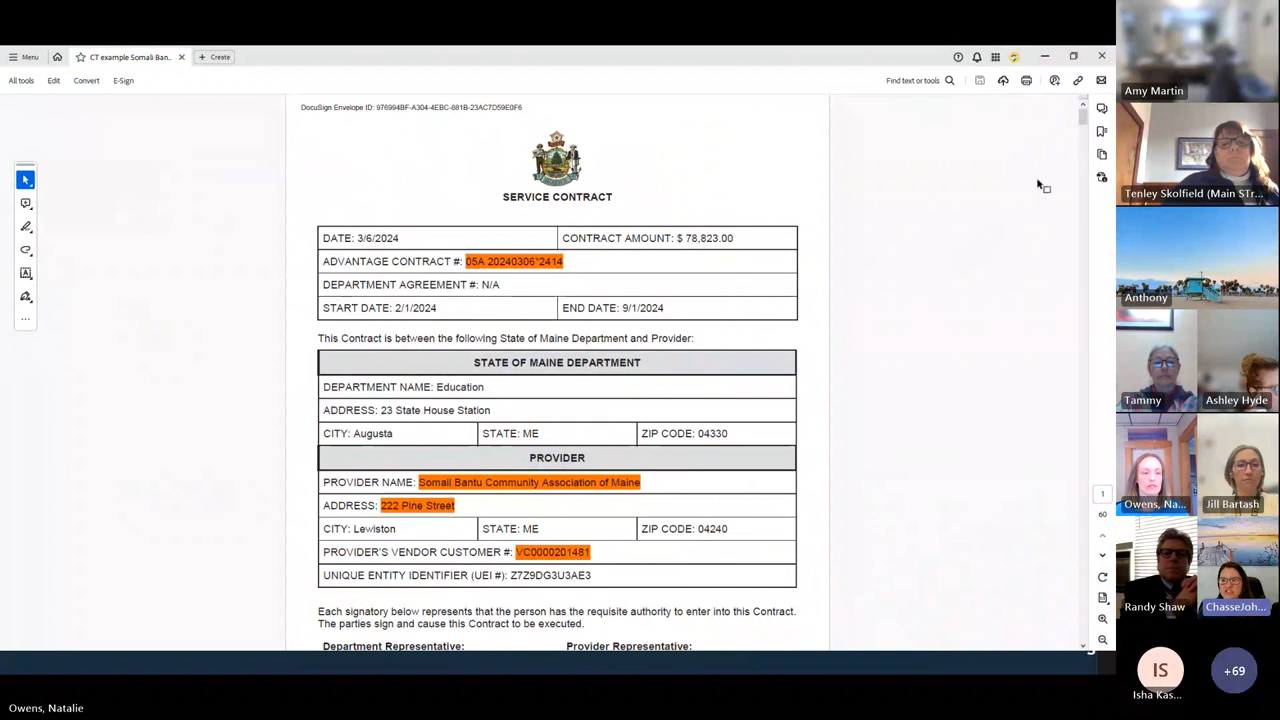 Menu
CT example Somali Ban...
Create
All tools
Edit
Convert
E-Sign
Find text or tools
DocuSign Envelope ID: 976994BF-A304-4EBC-881B-23AC7D59E0F6
SERVICE CONTRACT
DATE: 3/6/2024
CONTRACT AMOUNT: $ 78,823.00
ADVANTAGE CONTRACT #: 05A 20240306*2414
DEPARTMENT AGREEMENT #: N/A
START DATE: 2/1/2024
END DATE: 9/1/2024
This Contract is between the following State of Maine Department and Provider:
STATE OF MAINE DEPARTMENT
DEPARTMENT NAME: Education
ADDRESS: 23 State House Station
CITY: Augusta
STATE: ME
ZIP CODE: 04330
PROVIDER
PROVIDER NAME: Somali Bantu Community Association of Maine
ADDRESS: 222 Pine Street
CITY: Lewiston
STATE: ME
ZIP CODE: 04240
PROVIDER'S VENDOR CUSTOMER #: VC0000201481
UNIQUE ENTITY IDENTIFIER (UEI #): Z7Z9DG3U3AE3
Each signatory below represents that the person has the requisite authority to enter into this Contract.
The parties sign and cause this Contract to be executed.
Department Representative:
Provider Representative:
1
60
Amy Martin
Tenley Skolfield (Main STr...
Anthony
Tammy
Ashley Hyde
Owens, Na...
Jill Bartash
Randy Shaw
ChasseJoh...
IS
Isha Kas...
+69
Owens, Natalie